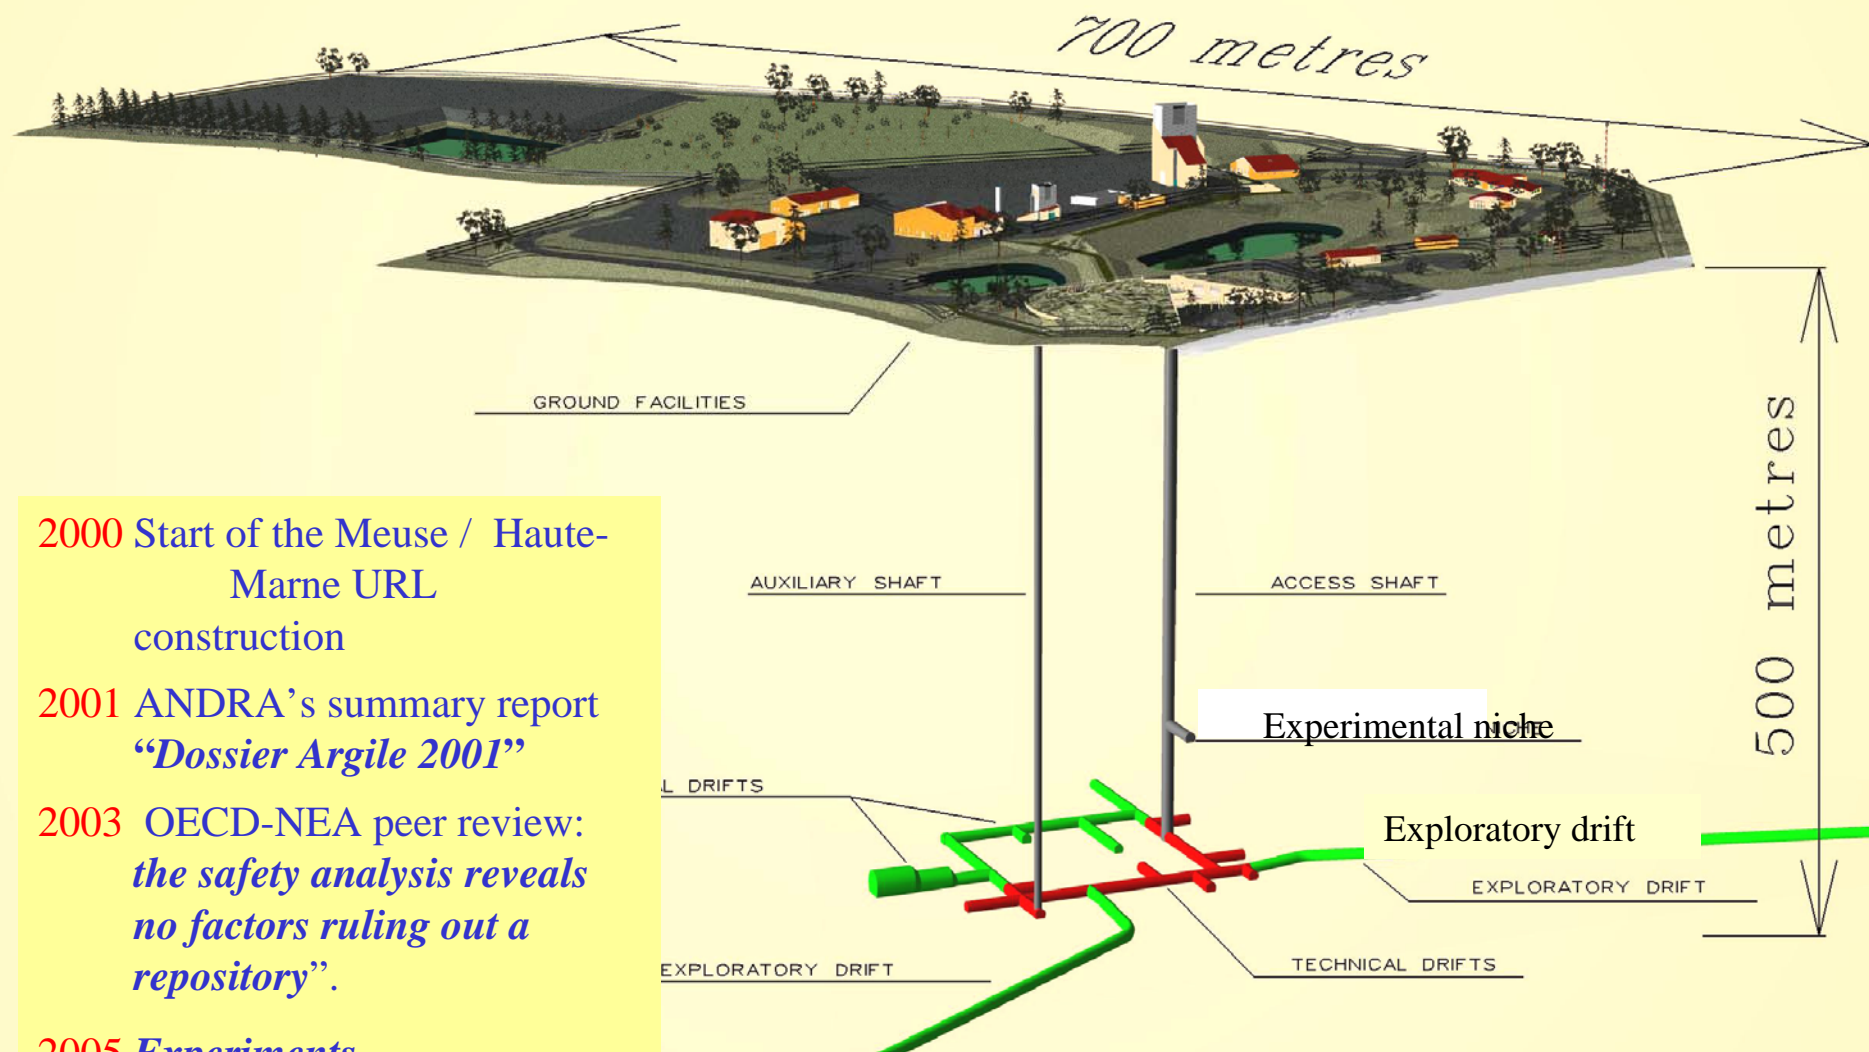 700 metres
GROUND FACILITIES
500 metres
2000 Start of the Meuse / Haute-
Marne URL
construction
2001 ANDRA’s summary report
“Dossier Argile 2001”
2003 OECD-NEA peer review:
the safety analysis reveals
no factors ruling out a
repository”.
2005 Experiments
AUXILIARY SHAFT
ACCESS SHAFT
Experimental niche
L DRIFTS
Exploratory drift
EXPLORATORY DRIFT
EXPLORATORY DRIFT
TECHNICAL DRIFTS